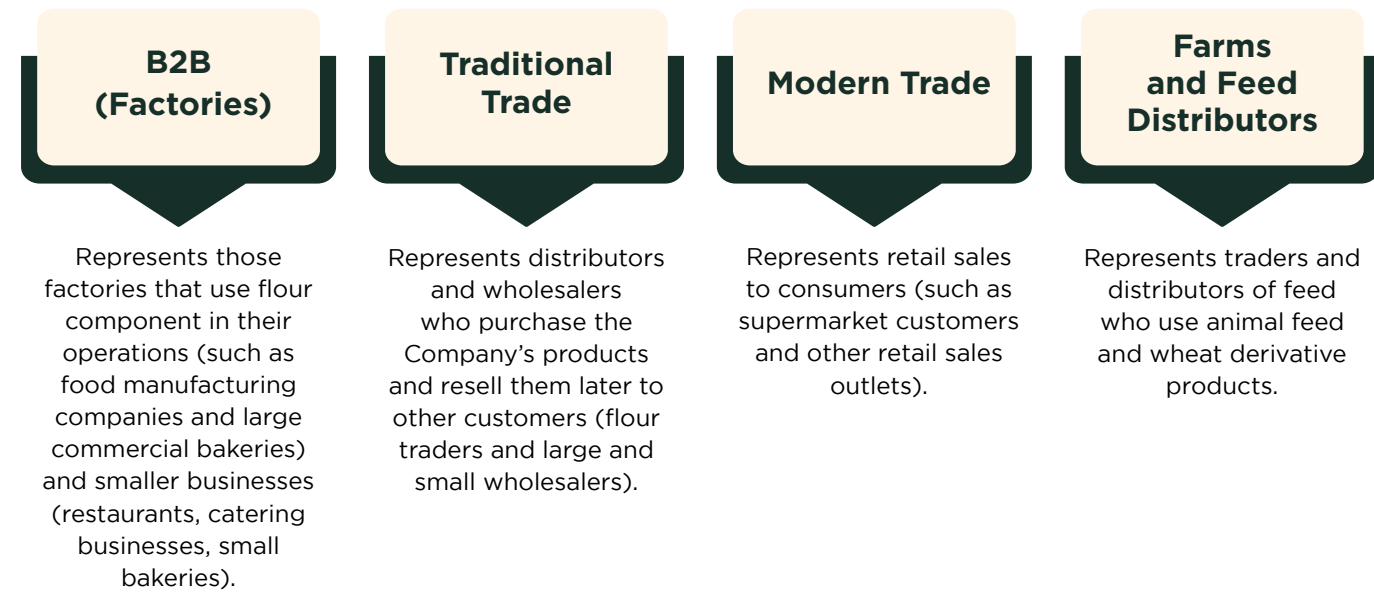 B2B
(Factories)
Represents those
factories that use flour
component in their
operations (such as
food manufacturing
companies and large
commercial bakeries)
and smaller businesses
(restaurants, catering
businesses, small
bakeries).
Traditional
Trade
Represents distributors
and wholesalers
who purchase the
Company’s products
and resell them later to
other customers (flour
traders and large and
small wholesalers).
Modern Trade
Represents retail sales
to consumers (such as
supermarket customers
and other retail sales
outlets).
Farms
and Feed
Distributors
Represents traders and
distributors of feed
who use animal feed
and wheat derivative
products.